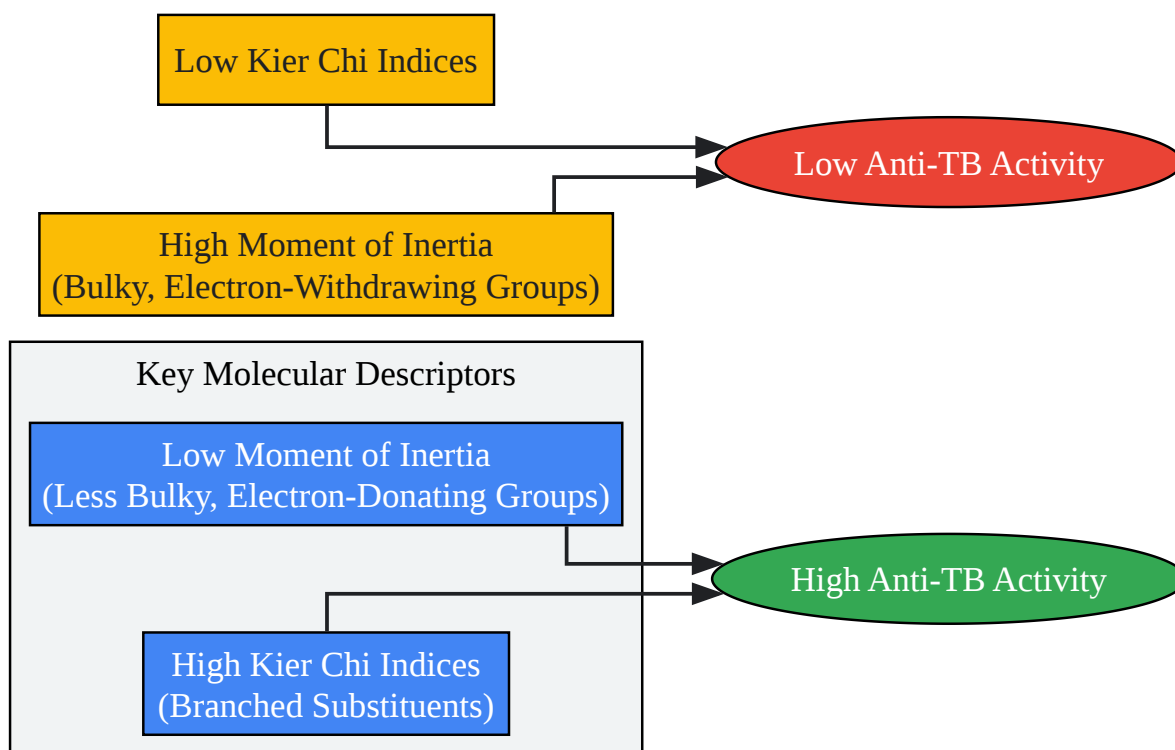 Low Kier Chi Indices
Low Anti-TB Activity
High Moment of Inertia
(Bulky, Electron-Withdrawing Groups)
Key Molecular Descriptors
Low Moment of Inertia
(Less Bulky, Electron-Donating Groups)
High Anti-TB Activity
High Kier Chi Indices
(Branched Substituents)